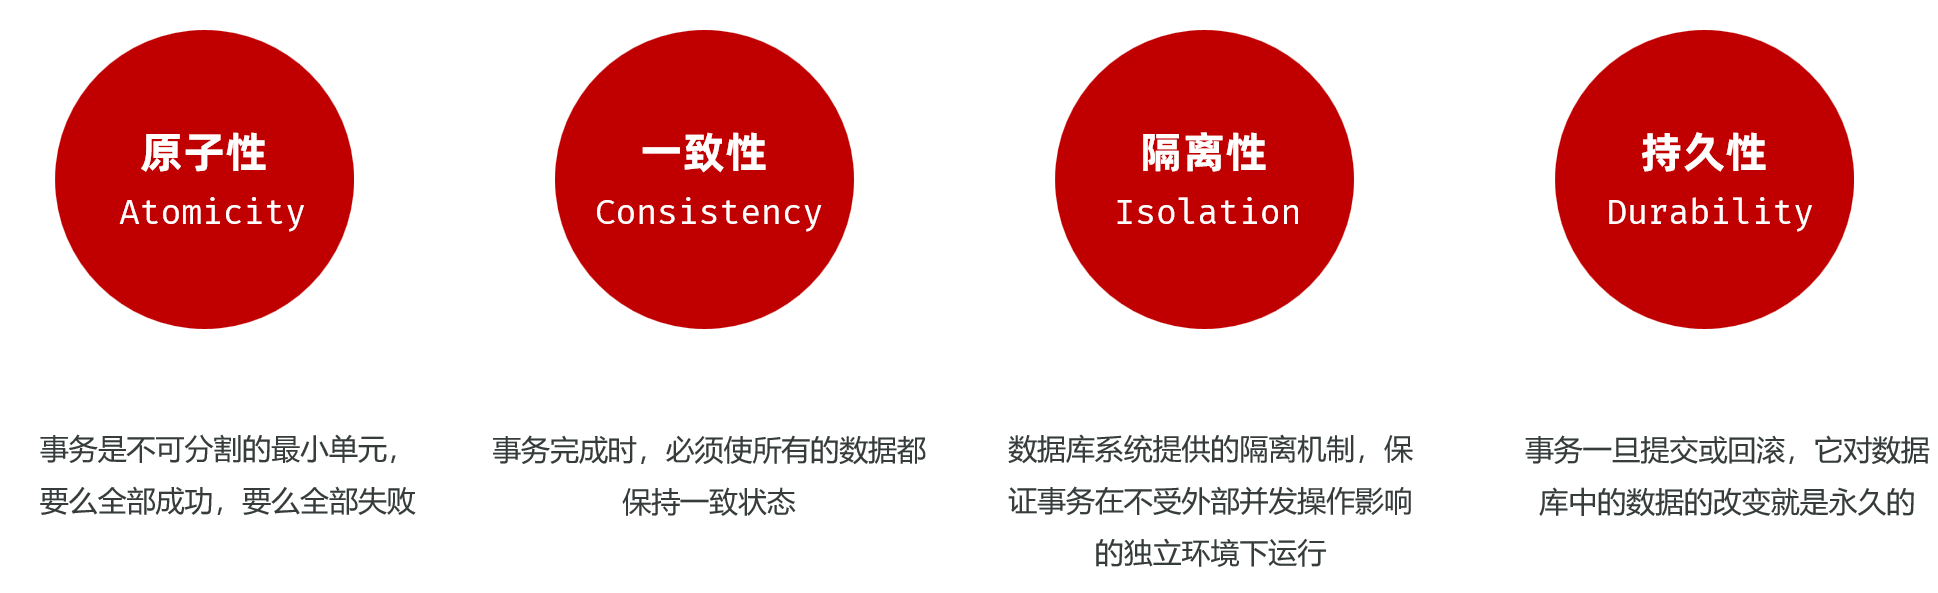 原子性
Atomicity
事务是不可分割的最小单元，
要么全部成功，要么全部失败
一致性
Consistency
事务完成时，必须使所有的数据都
保持一致状态
隔离性
Isolation
数据库系统提供的隔离机制，保
证事务在不受外部并发操作影响
的独立环境下运行
持久性
Durability
事务一旦提交或回滚，它对数据
库中的数据的改变就是永久的